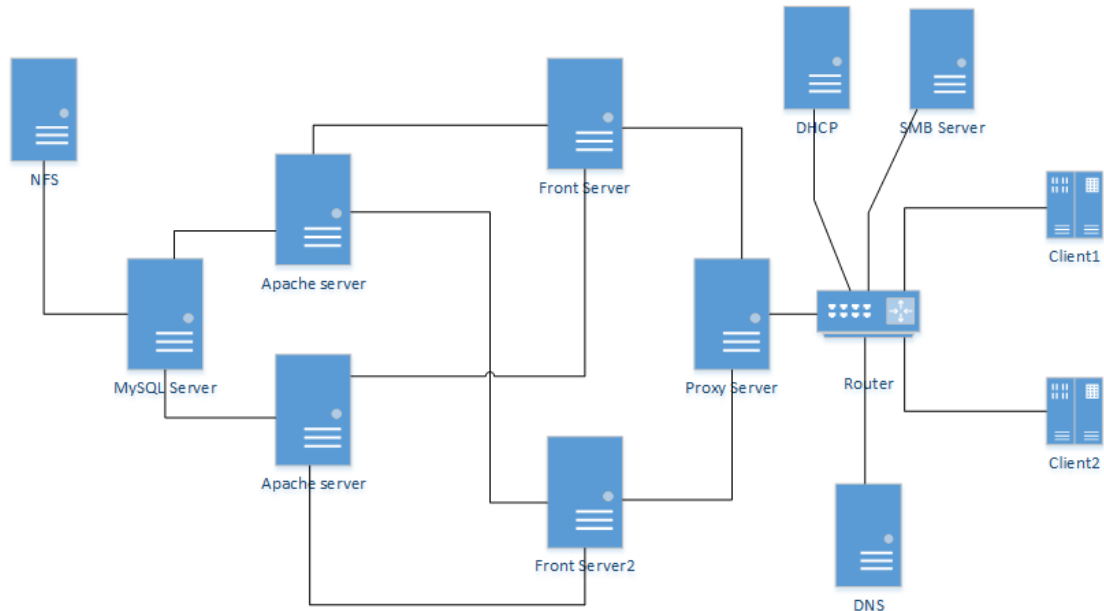 DHCP
SMB Server
NFS
Front Server
Client1
Apache server
MySQL Server
Proxy Server
Router
Client2
Apache server
Front Server2
DNS